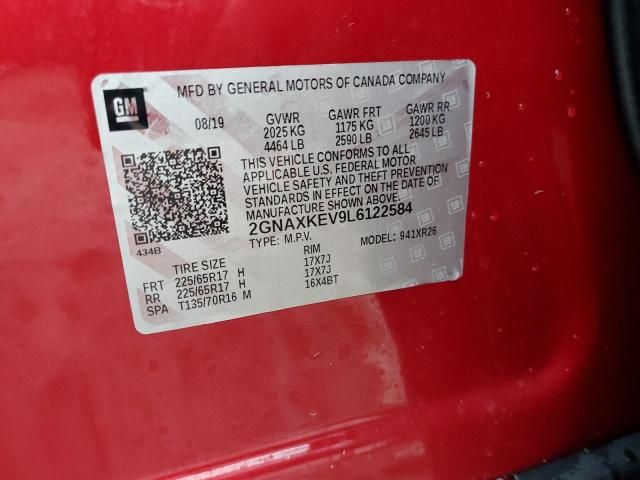 MFD BY GENERAL MOTORS OF CANADA COMPANY
GM
08/19 GVWR GAWR FRT GAWR RR
2025 KG 1175 KG 1200 KG
4464 LB 2590 LB 2645 LB
THIS VEHICLE CONFORMS TO ALL
APPLICABLE U.S. FEDERAL MOTOR
VEHICLE SAFETY AND THEFT PREVENTION
STANDARDS IN EFFECT ON THE DATE OF
MANUFACTURE SHOWN ABOVE.
2GNAXKEV9L6122584
434B
TYPE: M.P.V. MODEL: 941XR26
TIRE SIZE RIM
FRT 225/65R17 H 17X7J
RR 225/65R17 H 17X7J
SPA T135/70R16 M 16X4BT